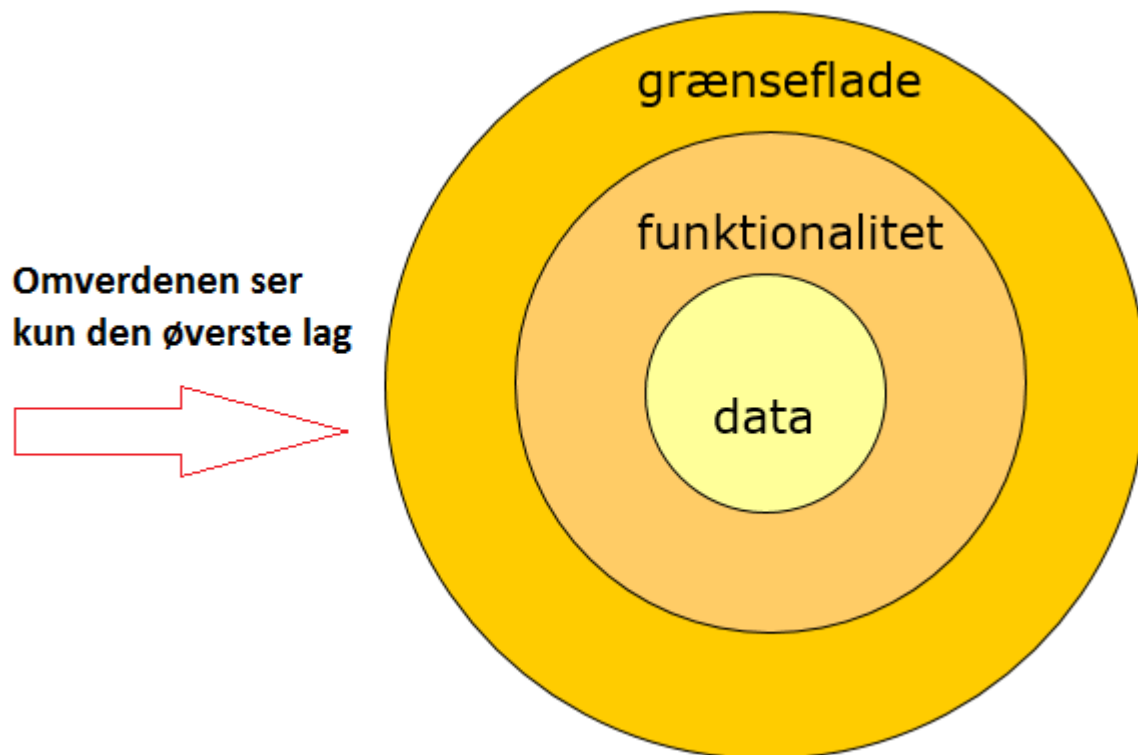 grænseflade
funktionalitet
Omverdenen ser
kun den øverste lag
data